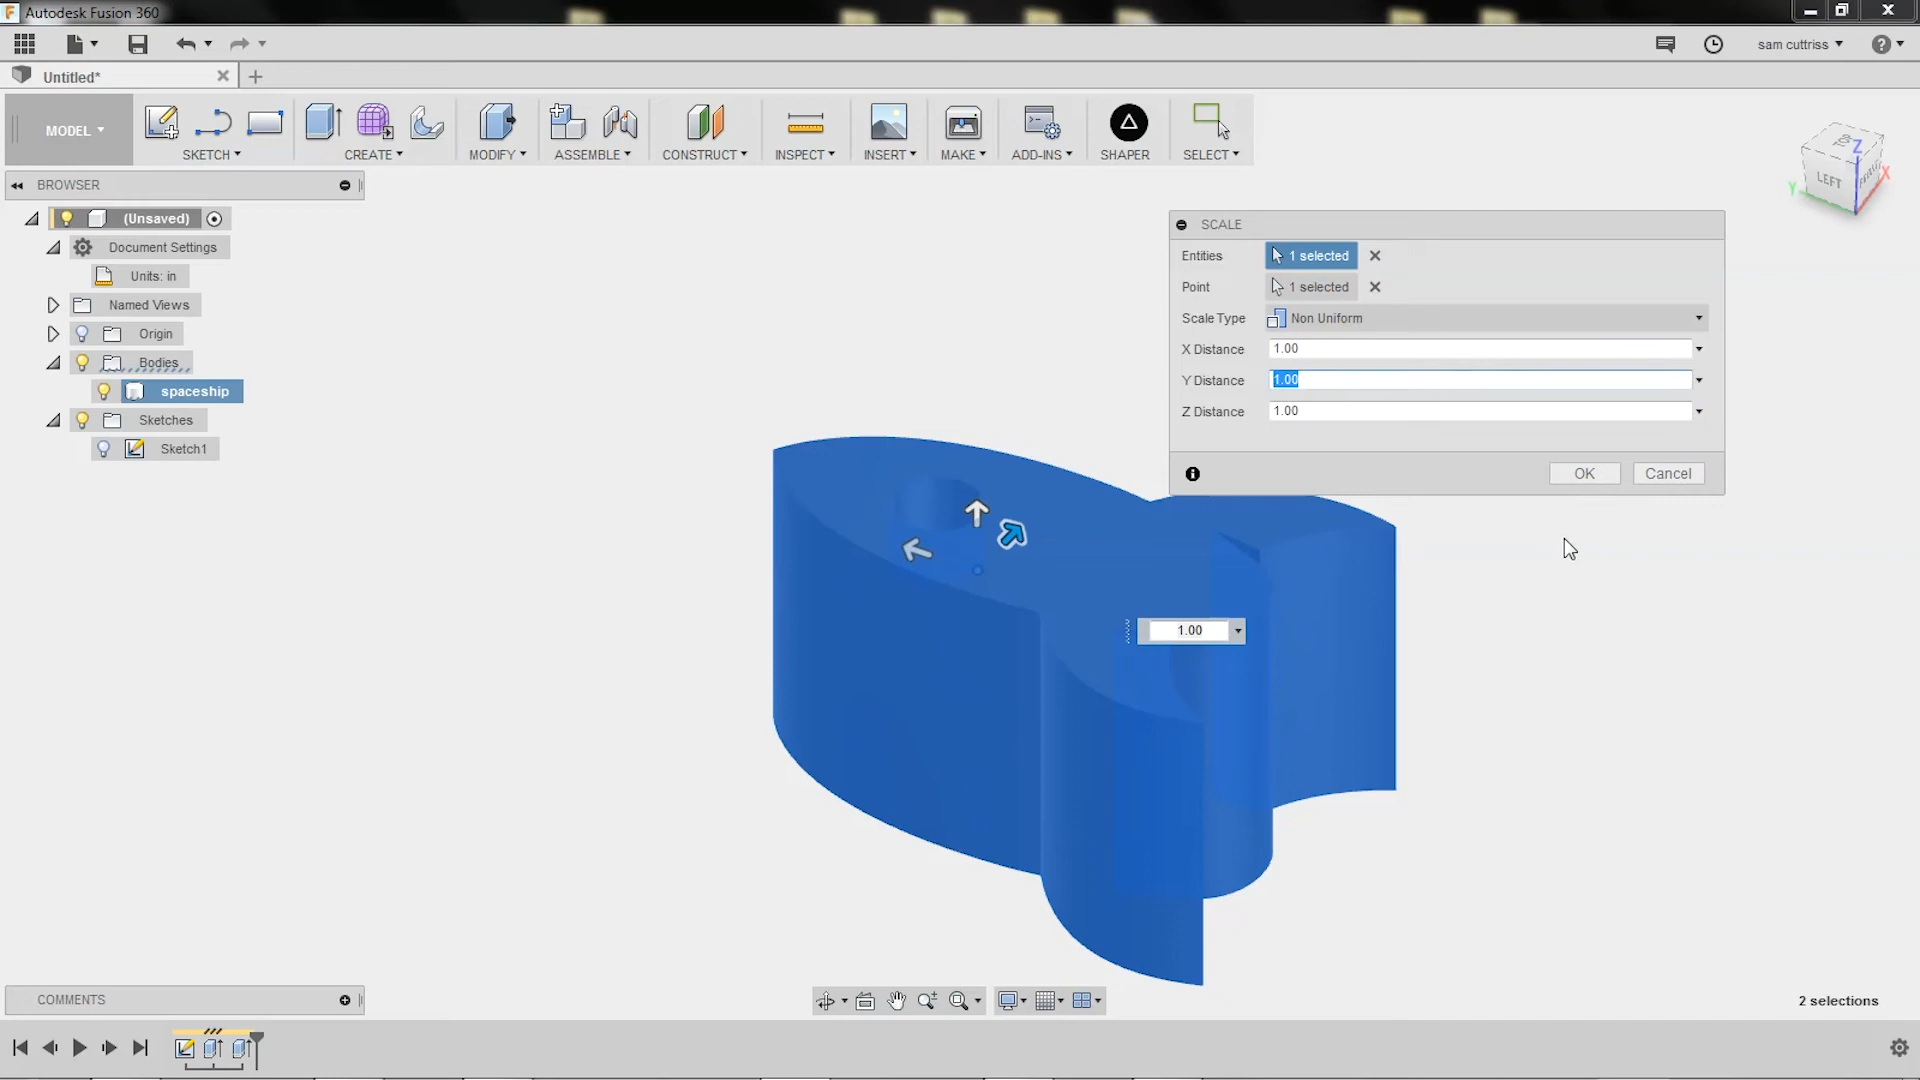 Autodesk Fusion 360
sam cuttriss
Untitled*
MODEL
SKETCH
CREATE
MODIFY
ASSEMBLE
CONSTRUCT
INSPECT
INSERT
MAKE
ADD-INS
SHAPER
SELECT
BROWSER
(Unsaved)
Document Settings
Units: in
Named Views
Origin
Bodies
spaceship
Sketches
Sketch1
Z
X
Y
LEFT
SCALE
Entities 1 selected
Point 1 selected
Scale Type Non Uniform
X Distance 1.00
Y Distance 1.00
Z Distance 1.00
OK Cancel
1.00
COMMENTS
2 selections